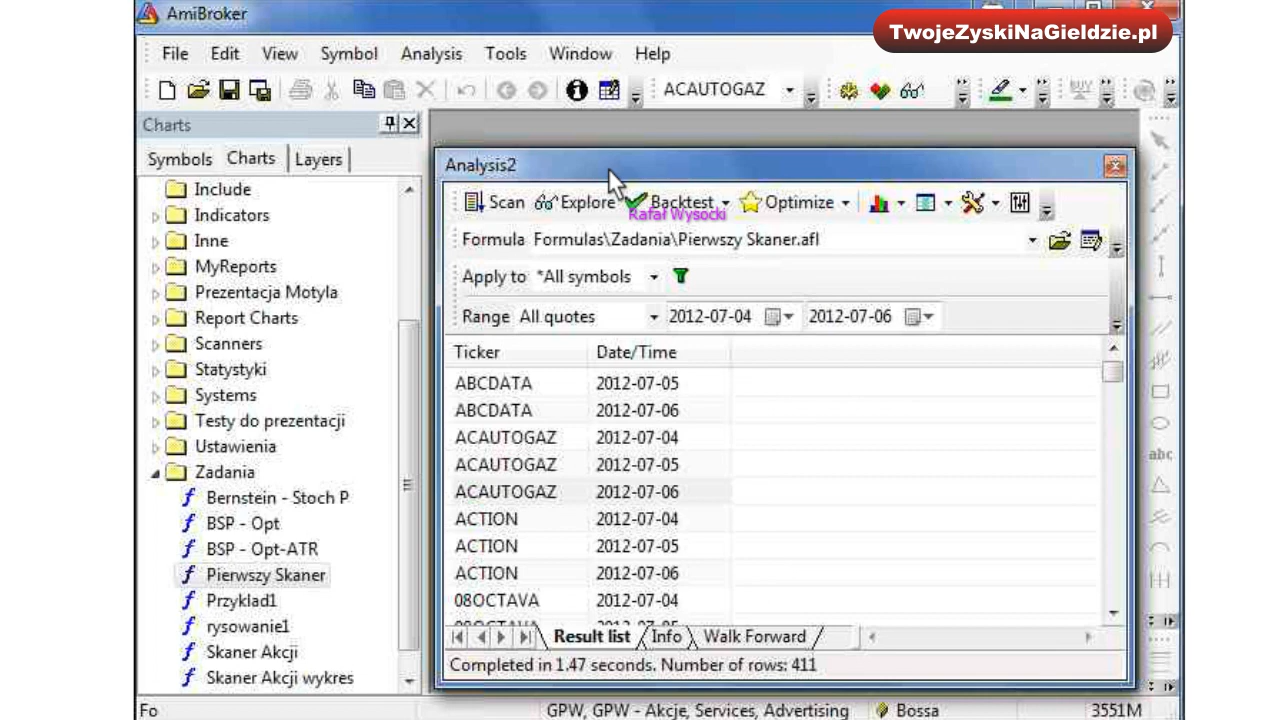 AmiBroker
TwojeZyskiNaGieldzie.pl
File Edit View Symbol Analysis Tools Window Help
ACAUTOGAZ
Charts
Symbols Charts Layers
Include
Indicators
Inne
MyReports
Prezentacja Motyla
Report Charts
Scanners
Statystyki
Systems
Testy do prezentacji
Ustawienia
Zadania
Bernstein - Stoch P
BSP - Opt
BSP - Opt-ATR
Pierwszy Skaner
Przyklad1
rysowanie1
Skaner Akcji
Skaner Akcji wykres
Analysis2
Scan Explore Backtest Optimize
Rafał Wysocki
Formula Formulas\Zadania\Pierwszy Skaner.afl
Apply to *All symbols
Range All quotes 2012-07-04 2012-07-06
Ticker Date/Time
ABCDATA 2012-07-05
ABCDATA 2012-07-06
ACAUTOGAZ 2012-07-04
ACAUTOGAZ 2012-07-05
ACAUTOGAZ 2012-07-06
ACTION 2012-07-04
ACTION 2012-07-05
ACTION 2012-07-06
08OCTAVA 2012-07-04
Result list Info Walk Forward
Completed in 1.47 seconds. Number of rows: 411
abc
Fo GPW, GPW - Akcje, Services, Advertising Bossa 3551M